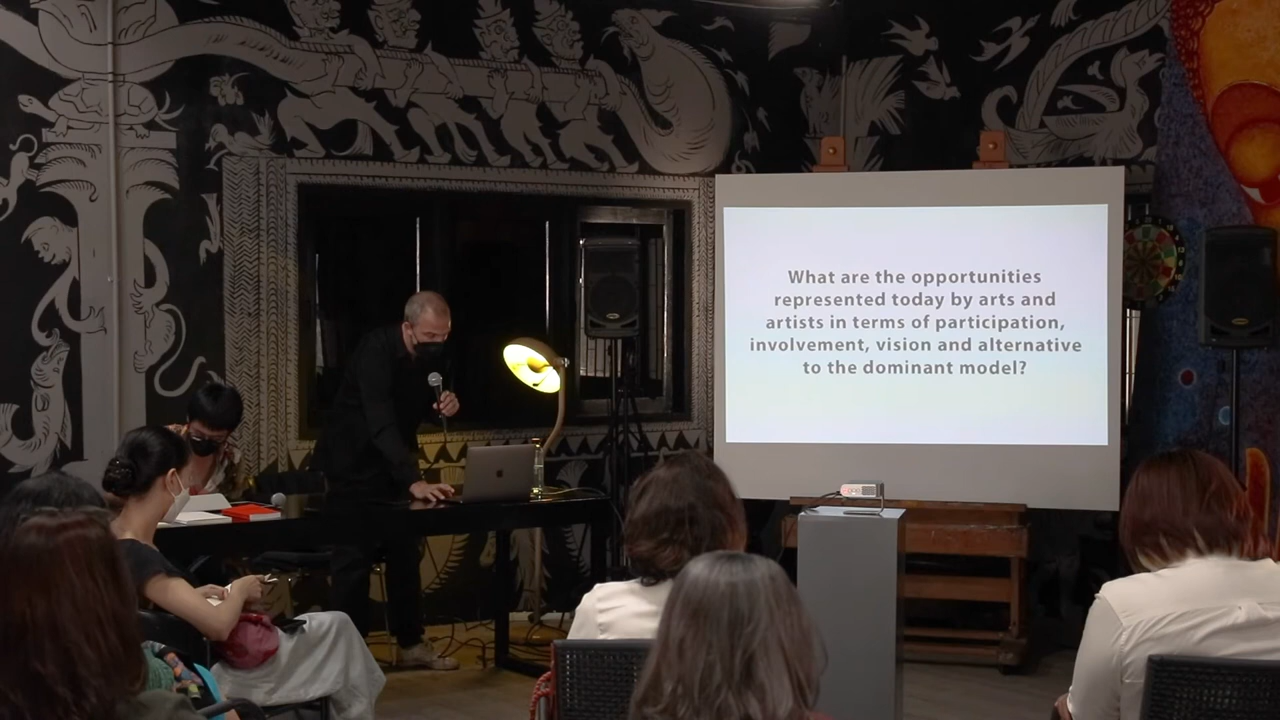 What are the opportunities
represented today by arts and
artists in terms of participation,
involvement, vision and alternative
to the dominant model?